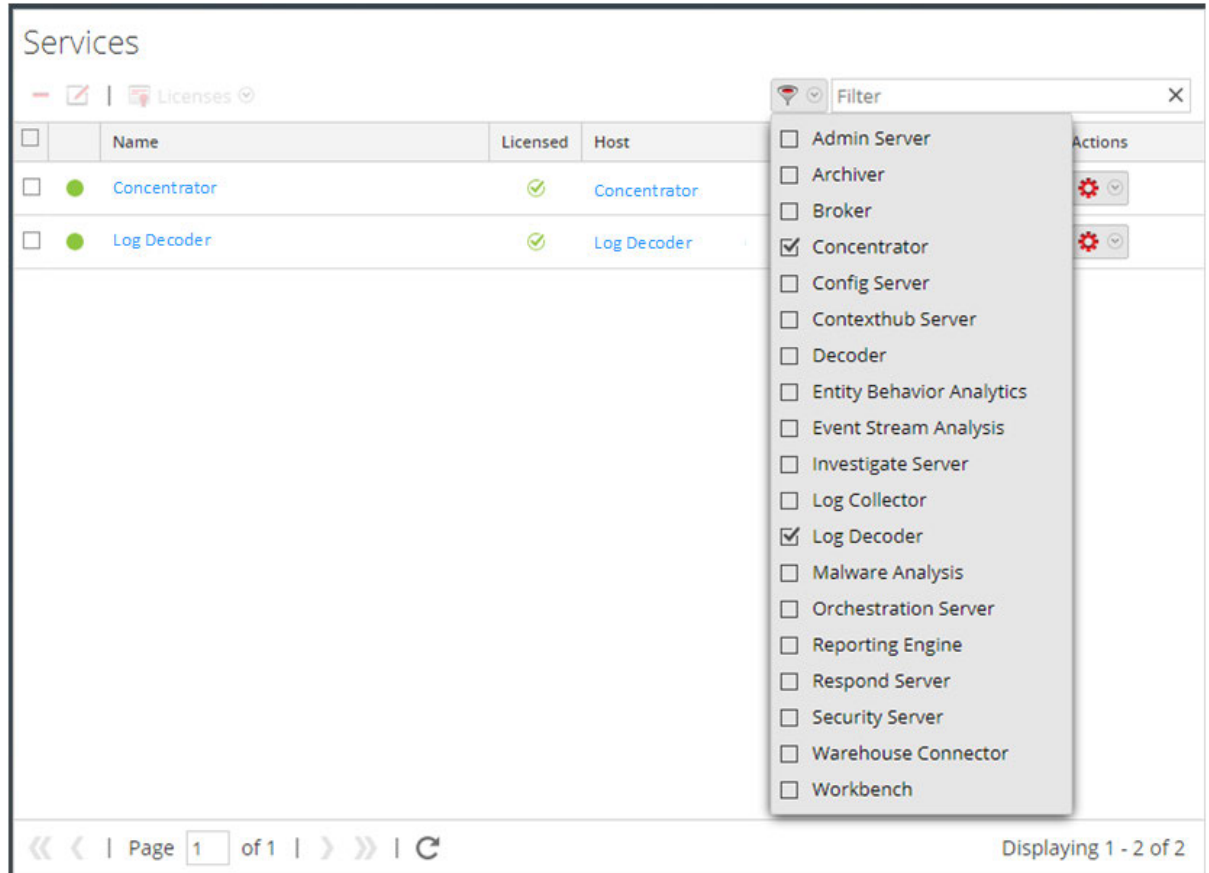 Services
Licenses
Filter
Name Licensed Host Actions
Concentrator Concentrator
Log Decoder Log Decoder
Admin Server
Archiver
Broker
Concentrator
Config Server
Contexthub Server
Decoder
Entity Behavior Analytics
Event Stream Analysis
Investigate Server
Log Collector
Log Decoder
Malware Analysis
Orchestration Server
Reporting Engine
Respond Server
Security Server
Warehouse Connector
Workbench
Page 1 of 1
Displaying 1 - 2 of 2